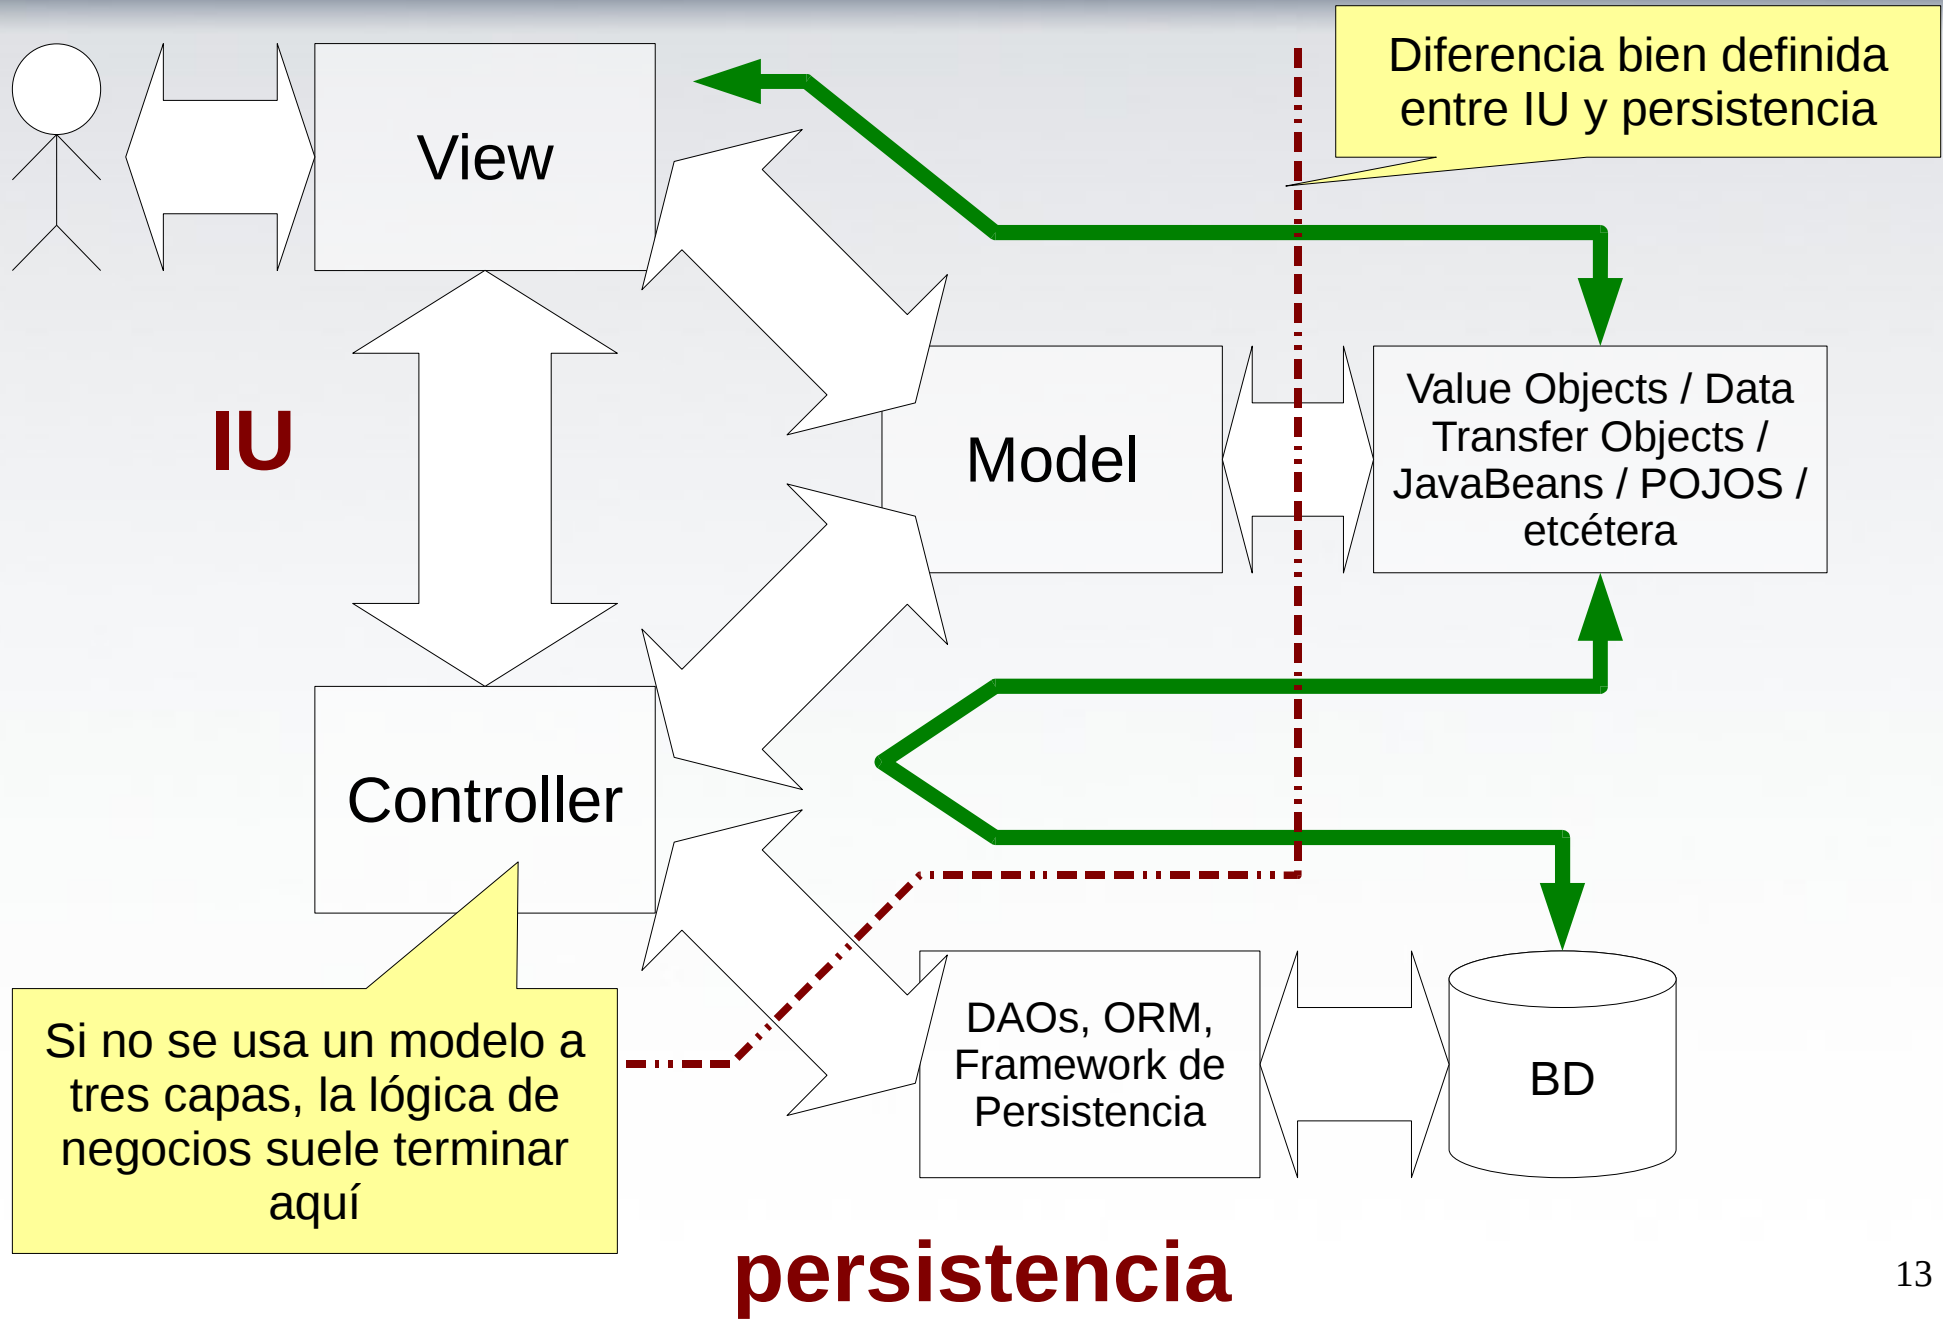 Diferencia bien definida
entre IU y persistencia
View
IU
Model
Value Objects / Data
Transfer Objects /
JavaBeans / POJOS /
etcétera
Controller
Si no se usa un modelo a
tres capas, la lógica de
negocios suele terminar
aquí
DAOs, ORM,
Framework de
Persistencia
BD
persistencia
13